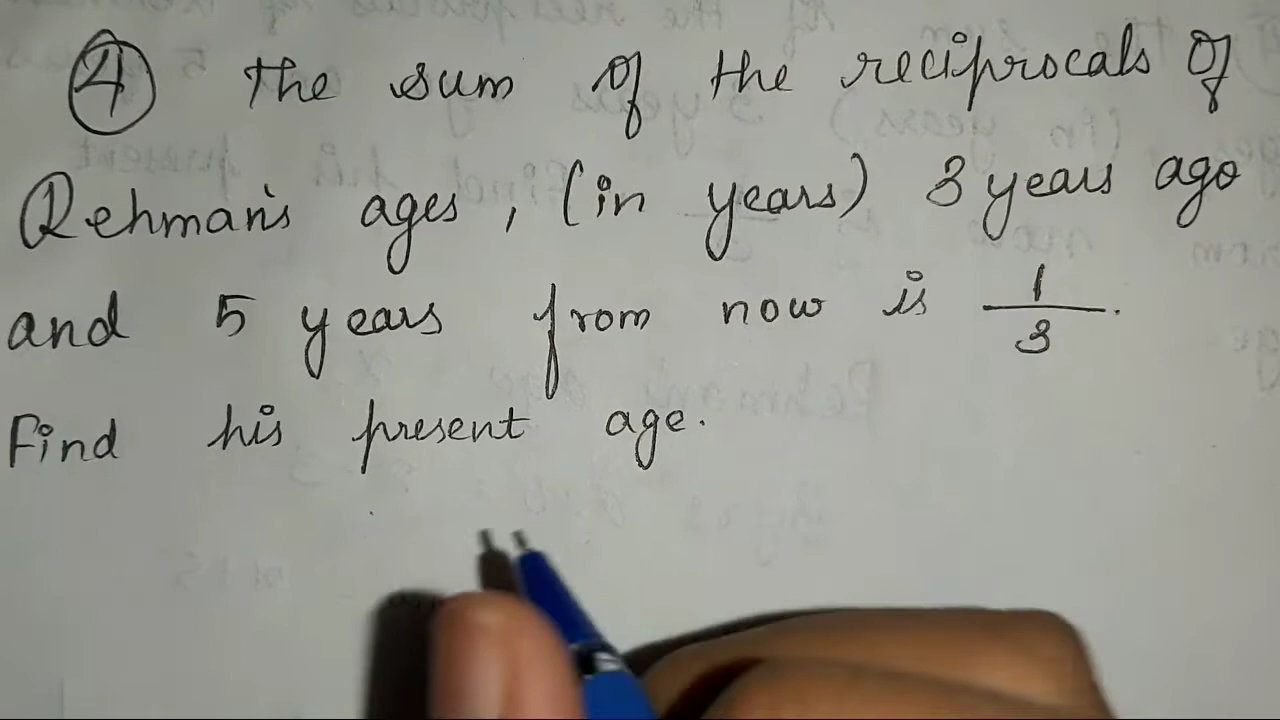 ④ The sum of the reciprocals of
Rehman's ages, (in years) 3 years ago
and 5 years from now is 1/3.
Find his present age.